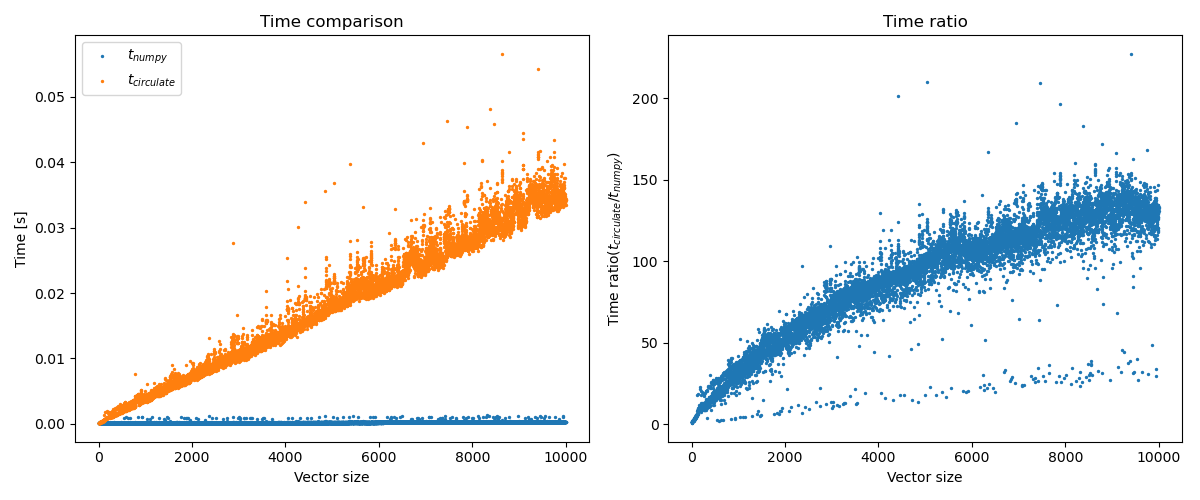 Time comparison
t_numpy
t_circulate
0.05
0.04
0.03
0.02
0.01
0.00
Time [s]
0 2000 4000 6000 8000 10000
Vector size
Time ratio
200
150
100
50
0
Time ratio(t_circulate/t_numpy)
0 2000 4000 6000 8000 10000
Vector size